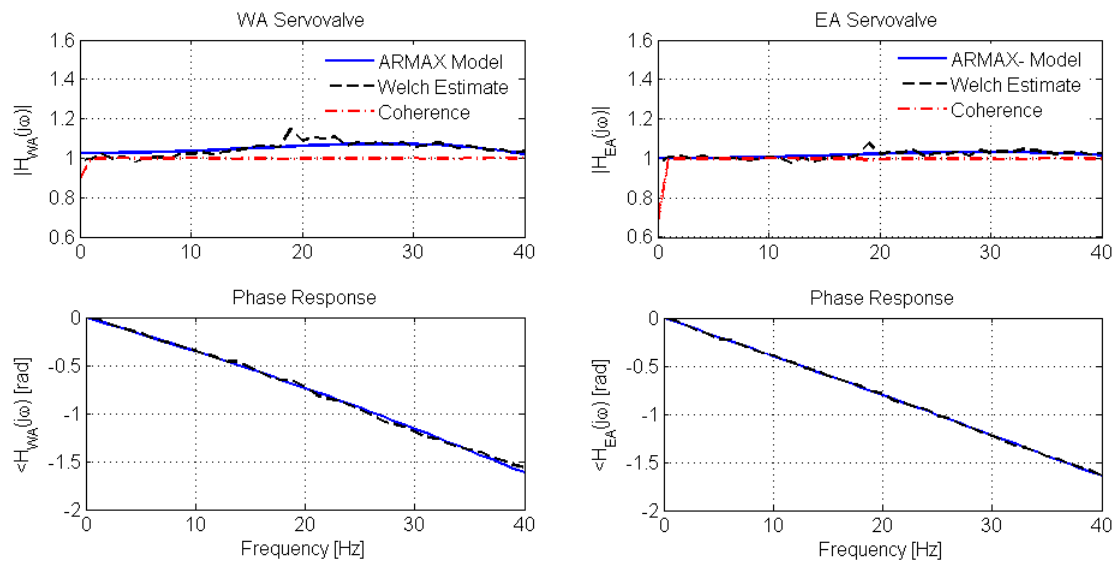 WA Servovalve
1.6
1.4
1.2
1
0.8
0.6
|H_WA(jω)|
ARMAX Model
Welch Estimate
Coherence
0 10 20 30 40
EA Servovalve
1.6
1.4
1.2
1
0.8
0.6
|H_EA(jω)|
ARMAX- Model
Welch Estimate
Coherence
0 10 20 30 40
Phase Response
0
-0.5
-1
-1.5
-2
<H_WA(jω) [rad]
0 10 20 30 40
Frequency [Hz]
Phase Response
0
-0.5
-1
-1.5
-2
<H_EA(jω) [rad]
0 10 20 30 40
Frequency [Hz]